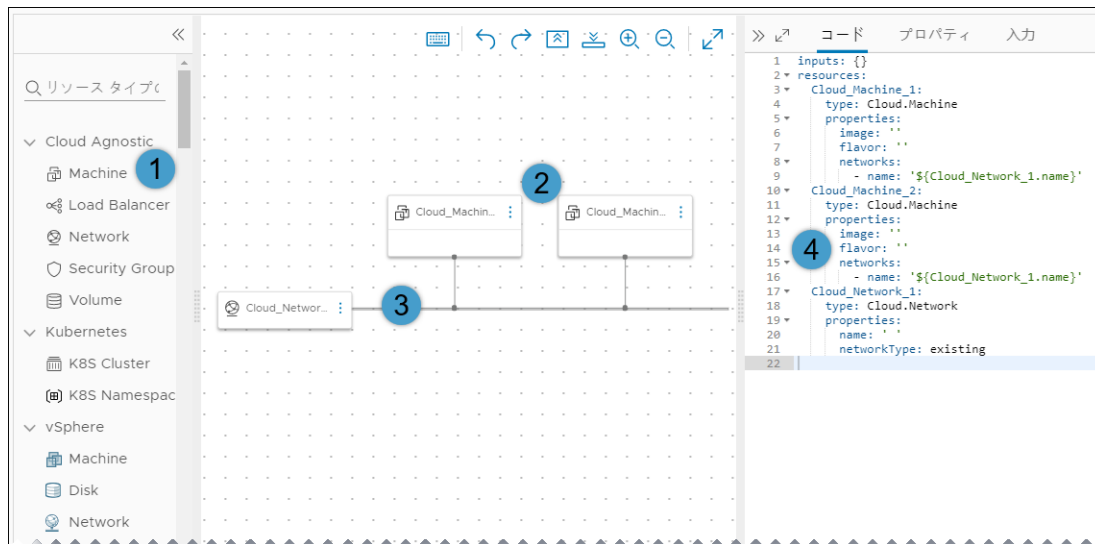 リソース タイプの
Cloud Agnostic
Machine
1
Load Balancer
Network
Security Group
Volume
Kubernetes
K8S Cluster
K8S Namespac
vSphere
Machine
Disk
Network
2
Cloud_Machin...
Cloud_Machin...
3
Cloud_Networ...
コード プロパティ 入力
1 inputs: {}
2 resources:
3 Cloud_Machine_1:
4 type: Cloud.Machine
5 properties:
6 image: ''
7 flavor: ''
8 networks:
9 - name: '${Cloud_Network_1.name}'
10 Cloud_Machine_2:
11 type: Cloud.Machine
12 properties:
13 image: ''
14 flavor: ''
4
15 networks:
16 - name: '${Cloud_Network_1.name}'
17 Cloud_Network_1:
18 type: Cloud.Network
19 properties:
20 name: ' '
21 networkType: existing
22